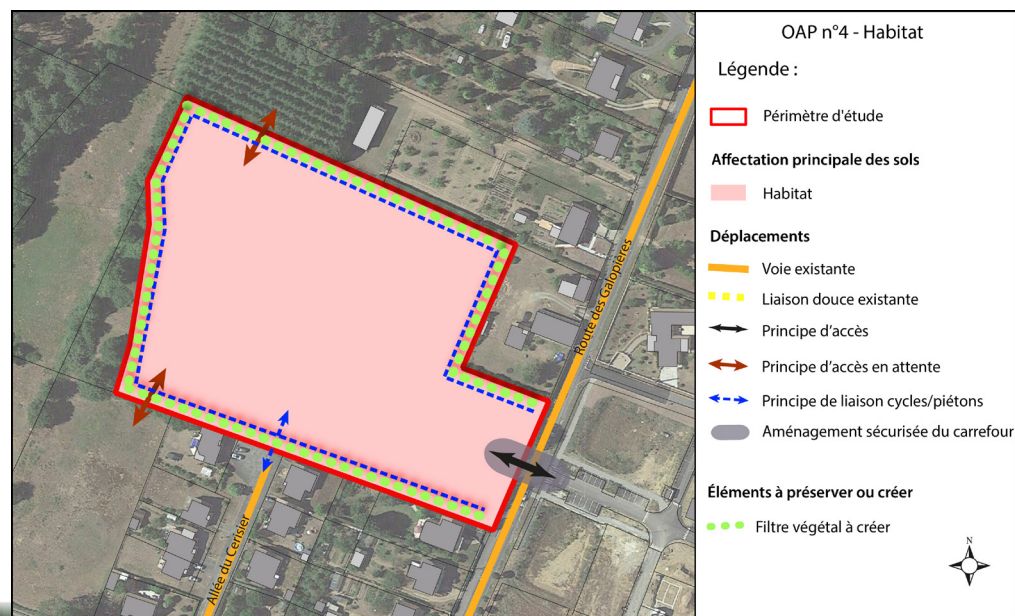 OAP n°4 - Habitat
Légende :
Périmètre d'étude
Affectation principale des sols
Habitat
Déplacements
Voie existante
Liaison douce existante
Principe d'accès
Principe d'accès en attente
Principe de liaison cycles/piétons
Aménagement sécurisée du carrefour
Éléments à préserver ou créer
Filtre végétal à créer
N
Route des Galopières
Allée du Cerisier